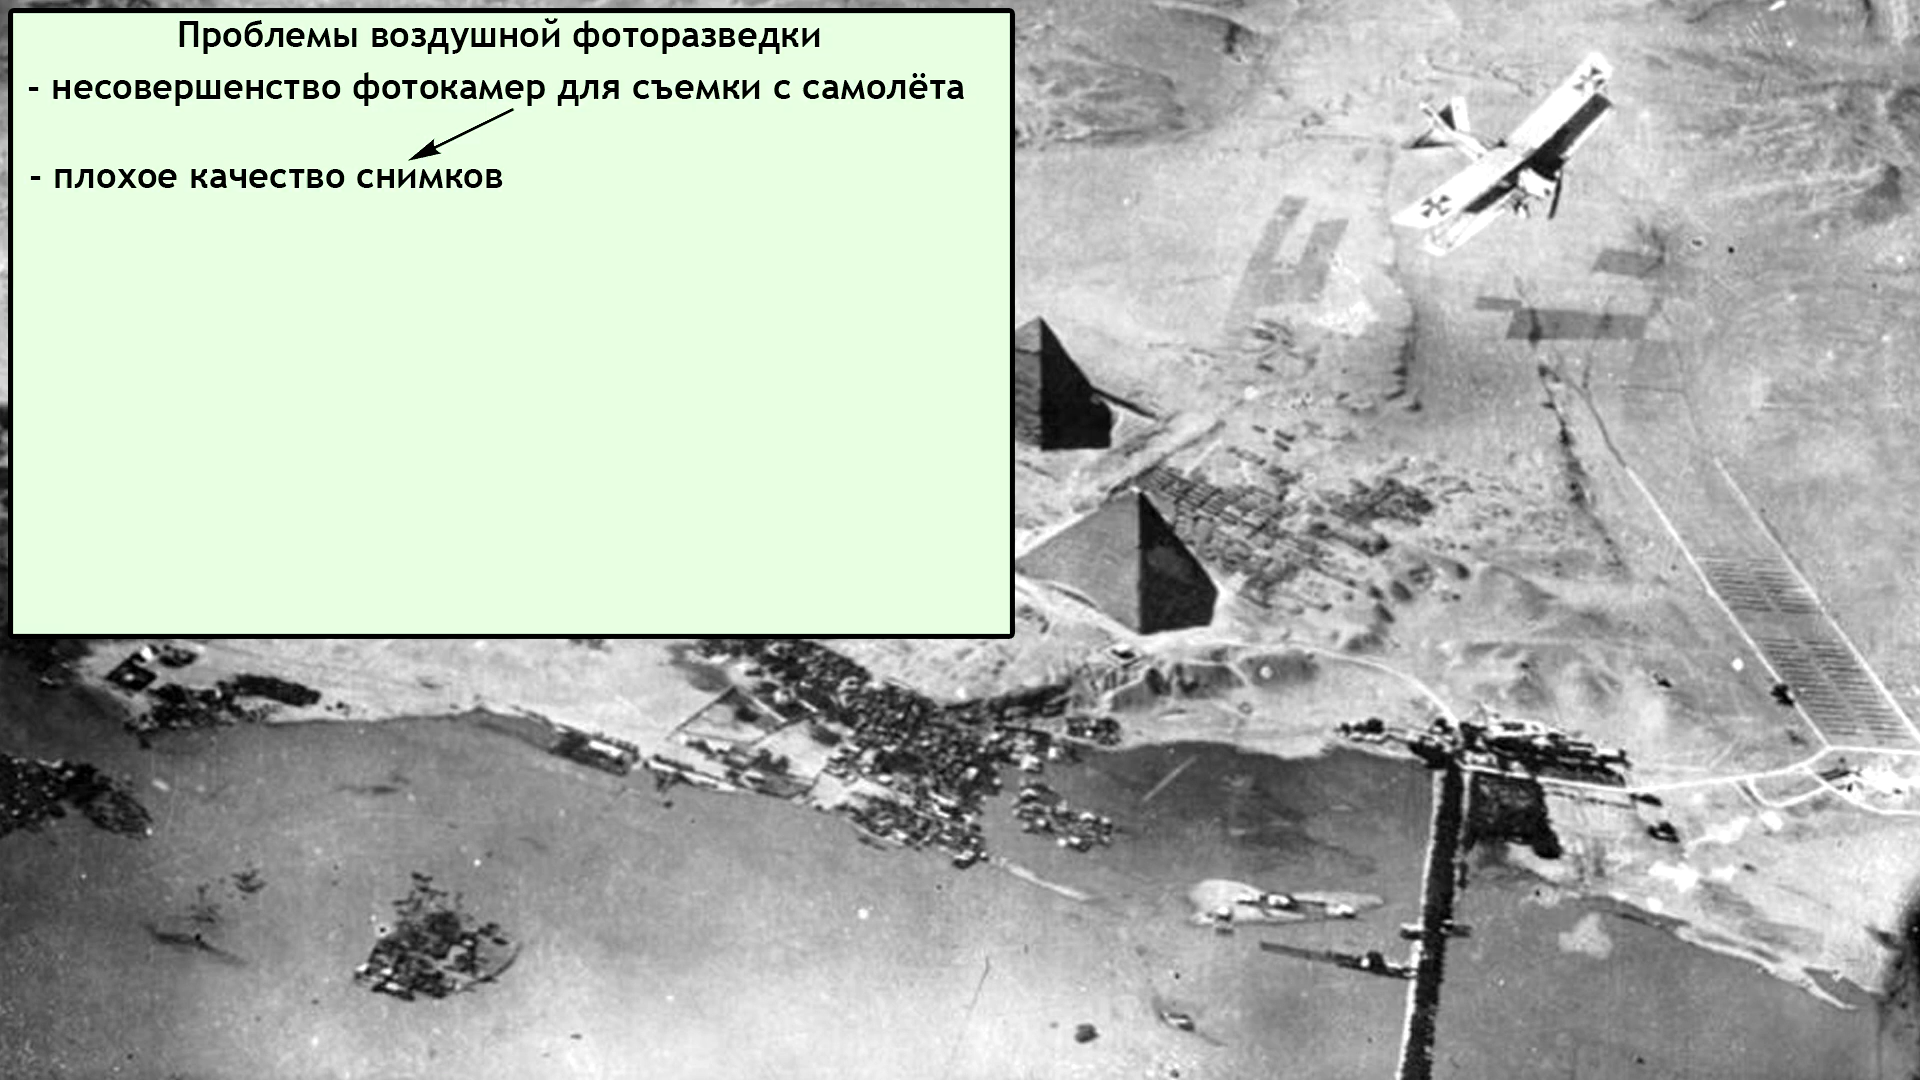 Проблемы воздушной фоторазведки
- несовершенство фотокамер для съемки с самолёта
- плохое качество снимков